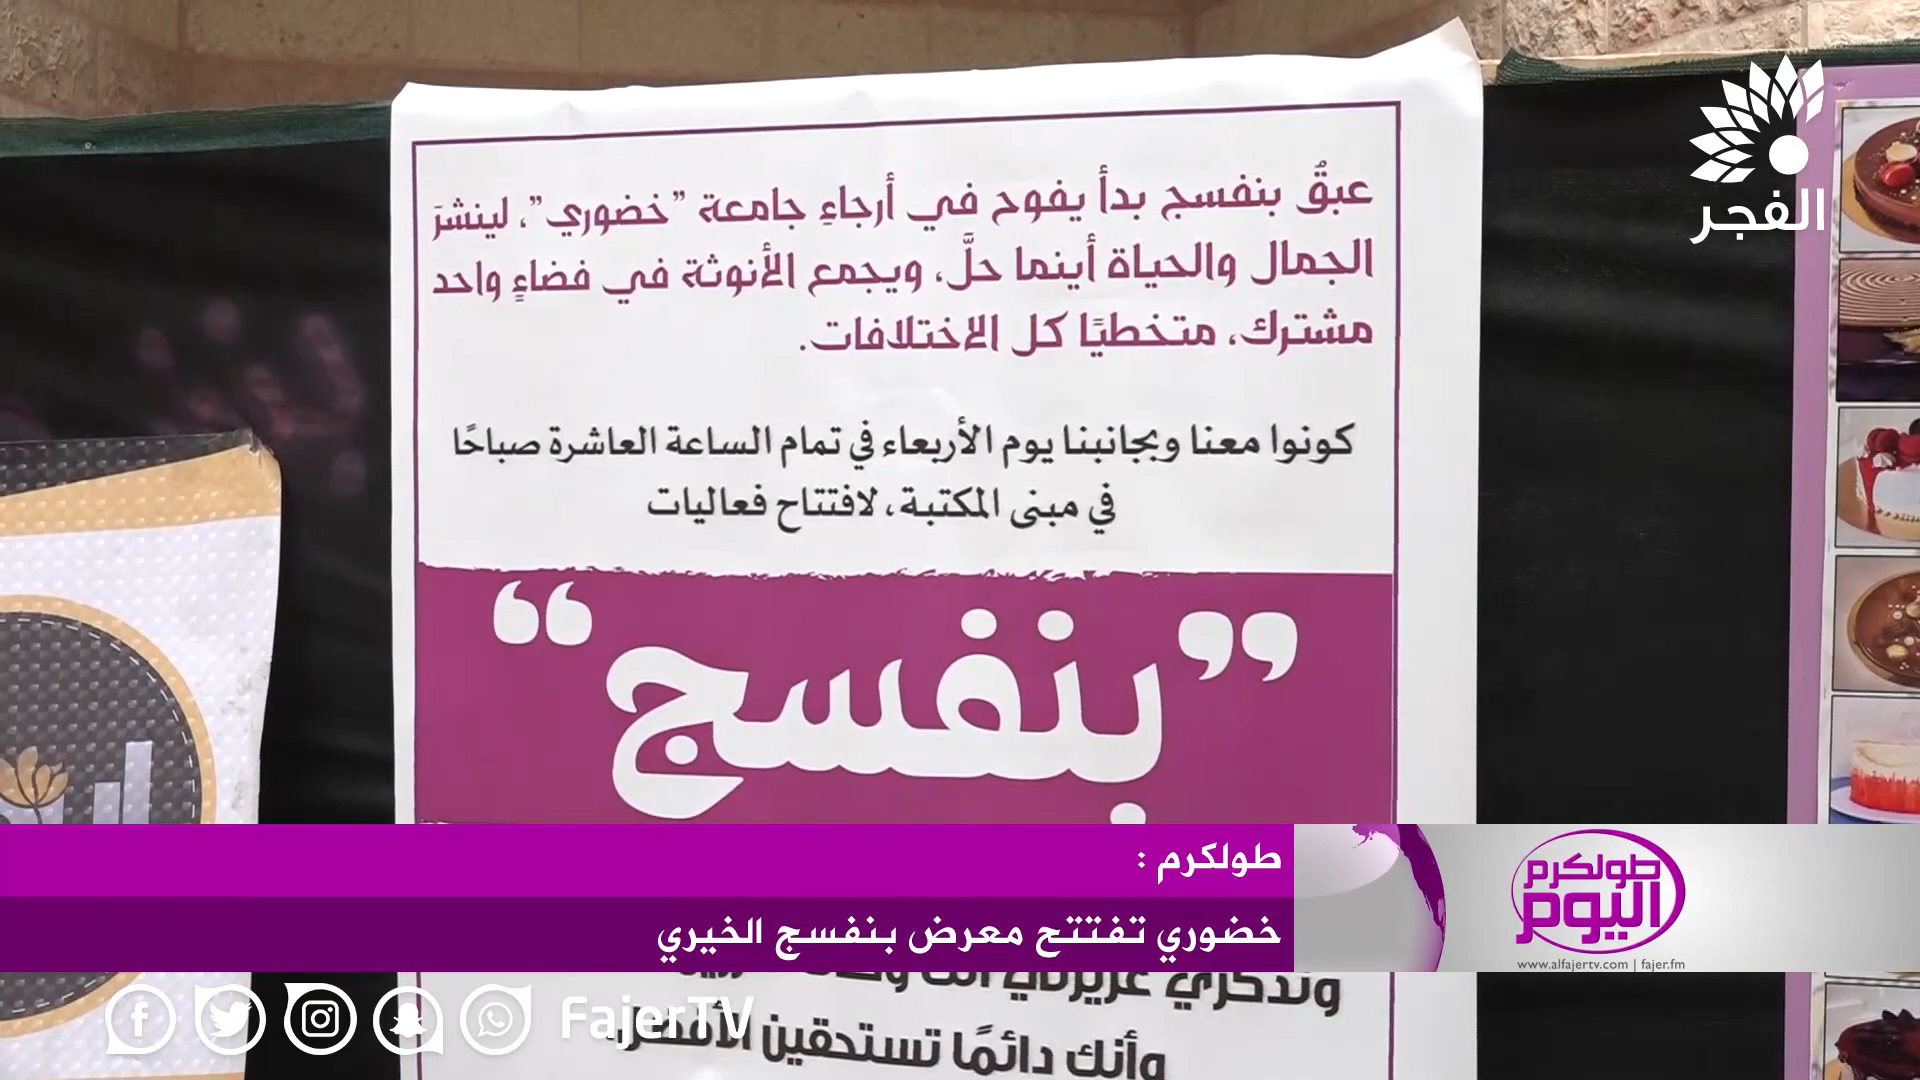 عبقُ بنفسج بدأ يفوح في أرجاءِ جامعة "خضوري"، لينشرَ
الجمال والحياة أينما حلَّ، ويجمع الأنوثة في فضاءٍ واحد
مشترك، متخطيًا كل الاختلافات.
كونوا معنا وبجانبنا يوم الأربعاء في تمام الساعة العاشرة صباحًا
في مبنى المكتبة، لافتتاح فعاليات
"بنفسج"
الفجر
طولكرم :
خضوري تفتتح معرض بنفسج الخيري
طولكرم
اليوم
www.alfajertv.com | fajer.fm
وتذكري عزيزتي
وأنك دائمًا تستحقين
FajerTV